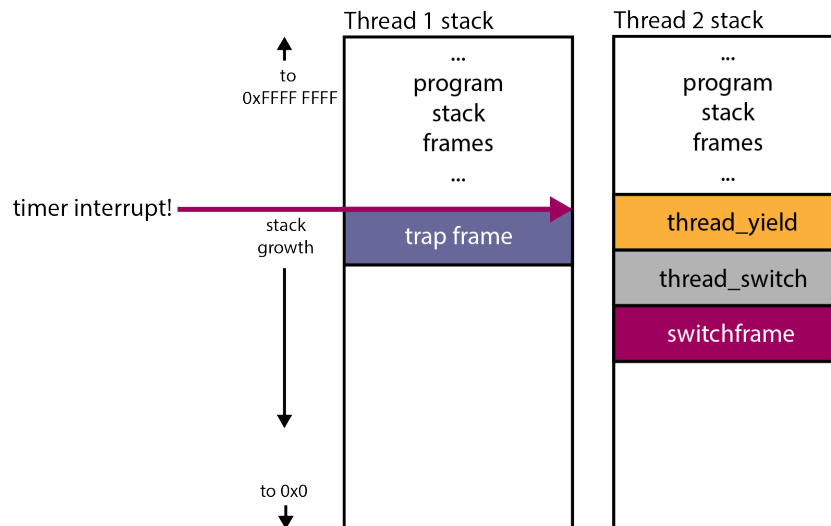 Thread 1 stack
Thread 2 stack
to
0xFFFF FFFF
...
program
stack
frames
...
...
program
stack
frames
...
timer interrupt!
stack
growth
trap frame
thread_yield
thread_switch
switchframe
to 0x0